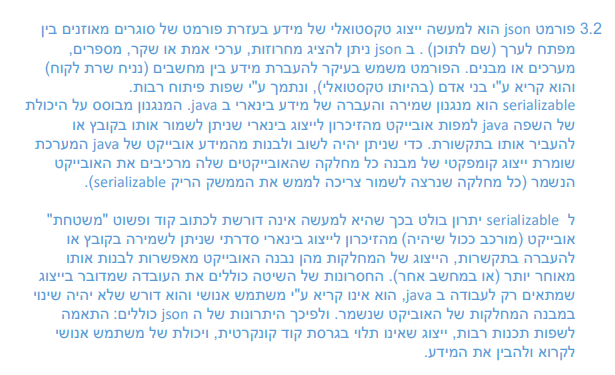 3.2 פורמט json הוא למעשה ייצוג טקסטואלי של מידע בעזרת פורמט של סוגרים מאוזנים בין
מפתח לערך (שם לתוכן) . ב json ניתן להציג מחרוזות, ערכי אמת או שקר, מספרים,
מערכים או מבנים. הפורמט משמש בעיקר להעברת מידע בין מחשבים (נניח שרת לקוח)
והוא קריא ע"י בני אדם (בהיותו טקסטואלי), ונתמך ע"י שפות פיתוח רבות.
serializable הוא מנגנון שמירה והעברה של מידע בינארי ב java. המנגנון מבוסס על היכולת
של השפה java למפות אובייקט מהזיכרון לייצוג בינארי שניתן לשמור אותו בקובץ או
להעביר אותו בתקשורת. כדי שניתן יהיה לשוב ולבנות מהמידע אובייקט של java המערכת
שומרת ייצוג קומפקטי של מבנה כל מחלקה שהאובייקטים שלה מרכיבים את האובייקט
הנשמר (כל מחלקה שנרצה לשמור צריכה לממש את הממשק הריק serializable).
ל serializable יתרון בולט בכך שהיא למעשה אינה דורשת לכתוב קוד ופשוט "משטחת"
אובייקט (מורכב ככול שיהיה) מהזיכרון לייצוג בינארי סדרתי שניתן לשמירה בקובץ או
להעברה בתקשרות, הייצוג של המחלקות מהן נבנה האובייקט מאפשרות לבנות אותו
מאוחר יותר (או במחשב אחר). החסרונות של השיטה כוללים את העובדה שמדובר בייצוג
שמתאים רק לעבודה ב java, הוא אינו קריא ע"י משתמש אנושי והוא דורש שלא יהיה שינוי
במבנה המחלקות של האוביקט שנשמר. ולפיכך היתרונות של ה json כוללים: התאמה
לשפות תכנות רבות, ייצוג שאינו תלוי בגרסת קוד קונקרטית, ויכולת של משתמש אנושי
לקרוא ולהבין את המידע.